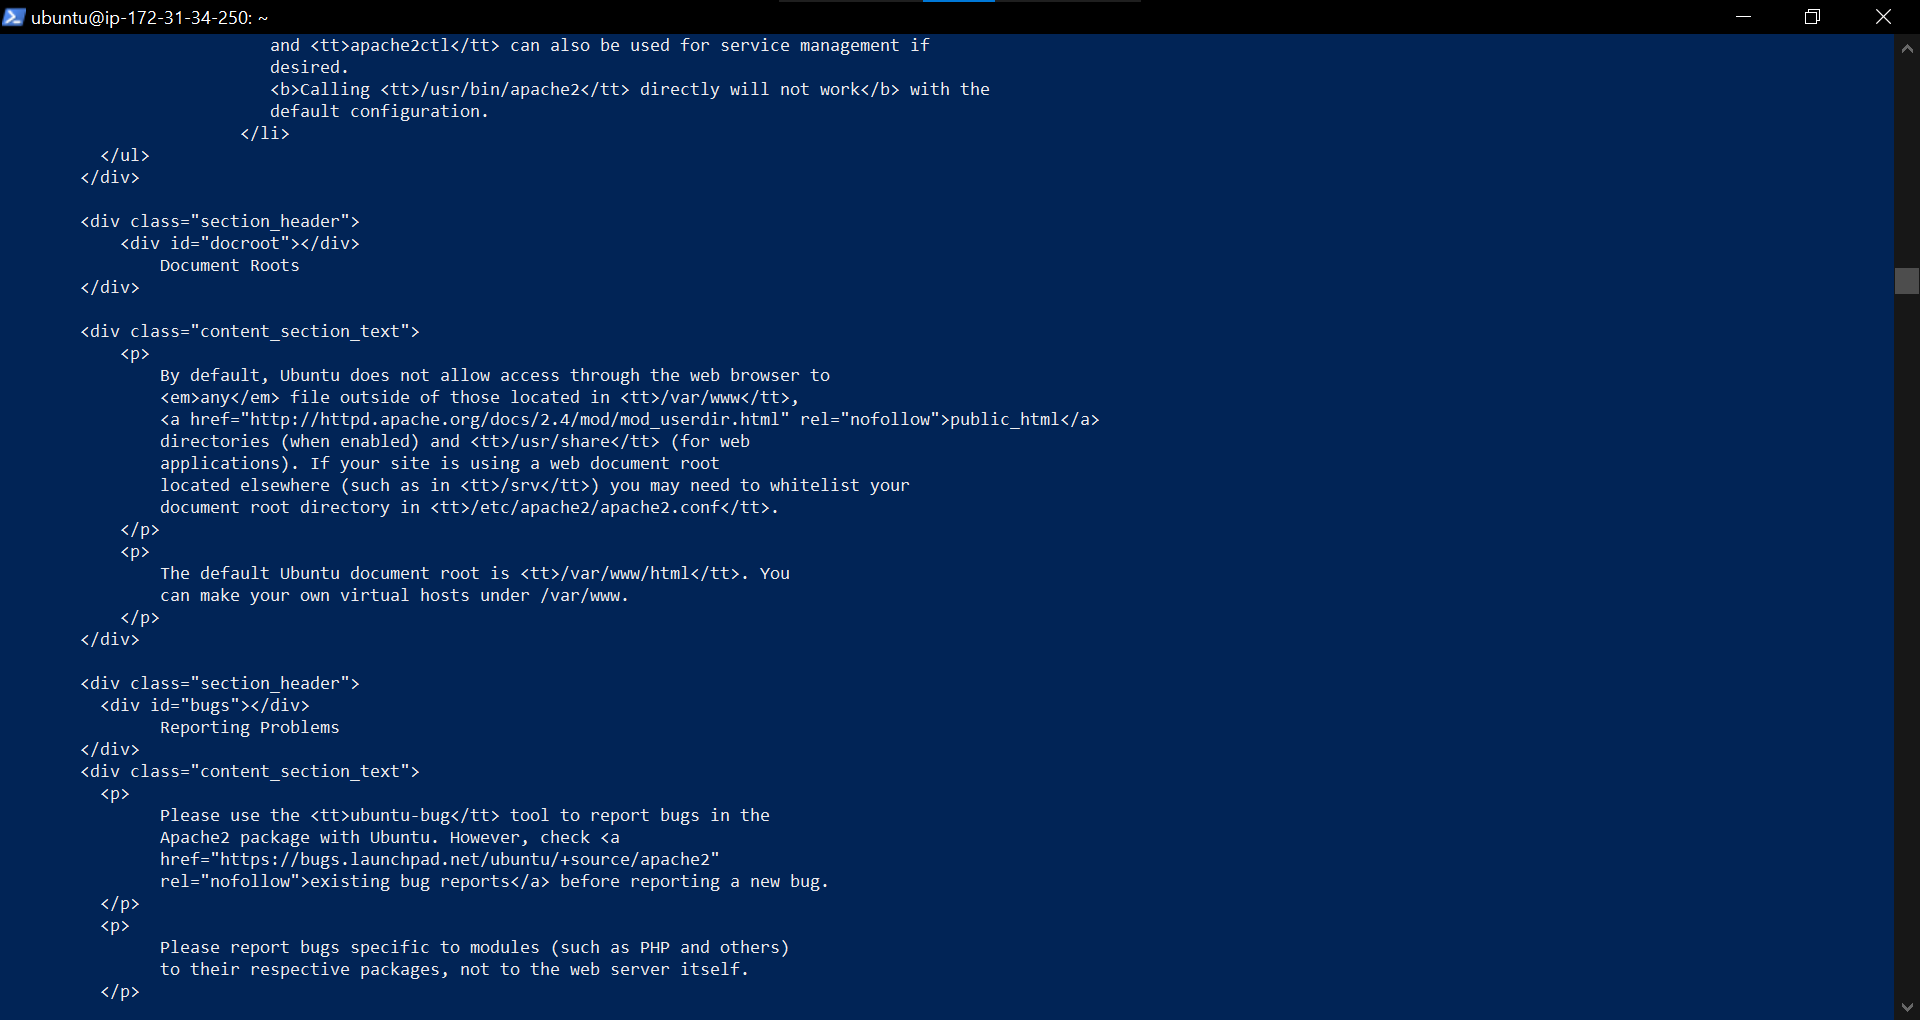 ubuntu@ip-172-31-34-250: ~
and <tt>apache2ctl</tt> can also be used for service management if
desired.
<b>Calling <tt>/usr/bin/apache2</tt> directly will not work</b> with the
default configuration.
</li>
</ul>
</div>
<div class="section_header">
<div id="docroot"></div>
Document Roots
</div>
<div class="content_section_text">
<p>
By default, Ubuntu does not allow access through the web browser to
<em>any</em> file outside of those located in <tt>/var/www</tt>,
<a href="http://httpd.apache.org/docs/2.4/mod/mod_userdir.html" rel="nofollow">public_html</a>
directories (when enabled) and <tt>/usr/share</tt> (for web
applications). If your site is using a web document root
located elsewhere (such as in <tt>/srv</tt>) you may need to whitelist your
document root directory in <tt>/etc/apache2/apache2.conf</tt>.
</p>
<p>
The default Ubuntu document root is <tt>/var/www/html</tt>. You
can make your own virtual hosts under /var/www.
</p>
</div>
<div class="section_header">
<div id="bugs"></div>
Reporting Problems
</div>
<div class="content_section_text">
<p>
Please use the <tt>ubuntu-bug</tt> tool to report bugs in the
Apache2 package with Ubuntu. However, check <a
href="https://bugs.launchpad.net/ubuntu/+source/apache2"
rel="nofollow">existing bug reports</a> before reporting a new bug.
</p>
<p>
Please report bugs specific to modules (such as PHP and others)
to their respective packages, not to the web server itself.
</p>